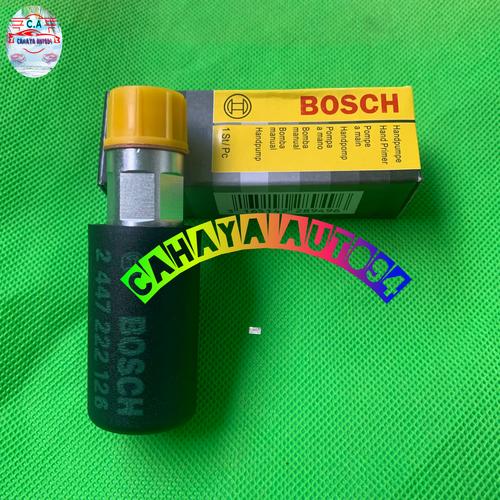 C.A
CAHAYA AUTO94
BOSCH
Handpumpe
Hand Primer
Pompe
a main
Handpomp
Pompa
a mano
Bomba
manual
Bomba
manual
Handpump
1 St / Pc
289496
CAHAYA AUTO94
BOSCH
2 447 222 126